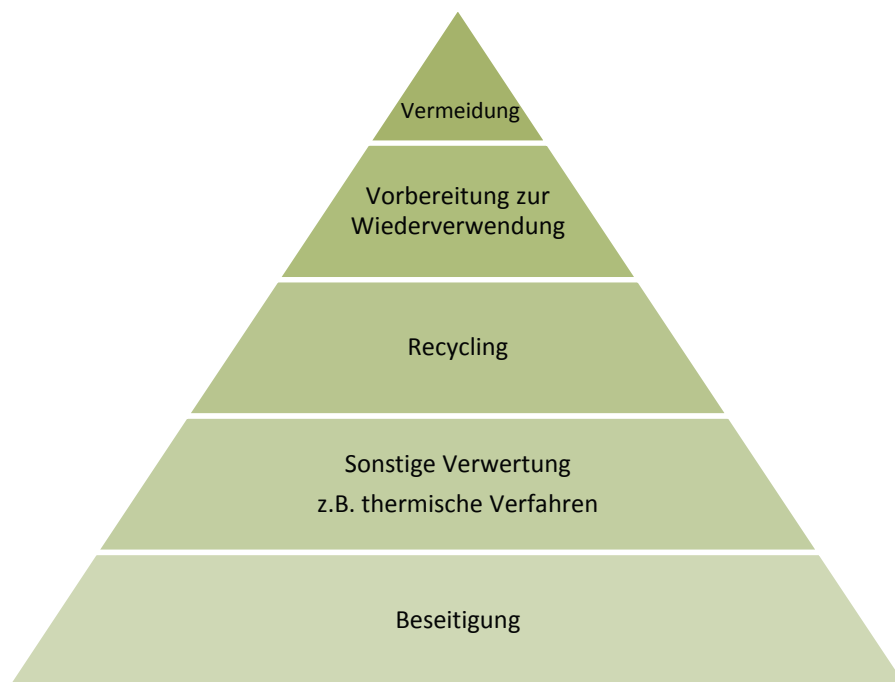 Vermeidung
Vorbereitung zur
Wiederverwendung
Recycling
Sonstige Verwertung
z.B. thermische Verfahren
Beseitigung